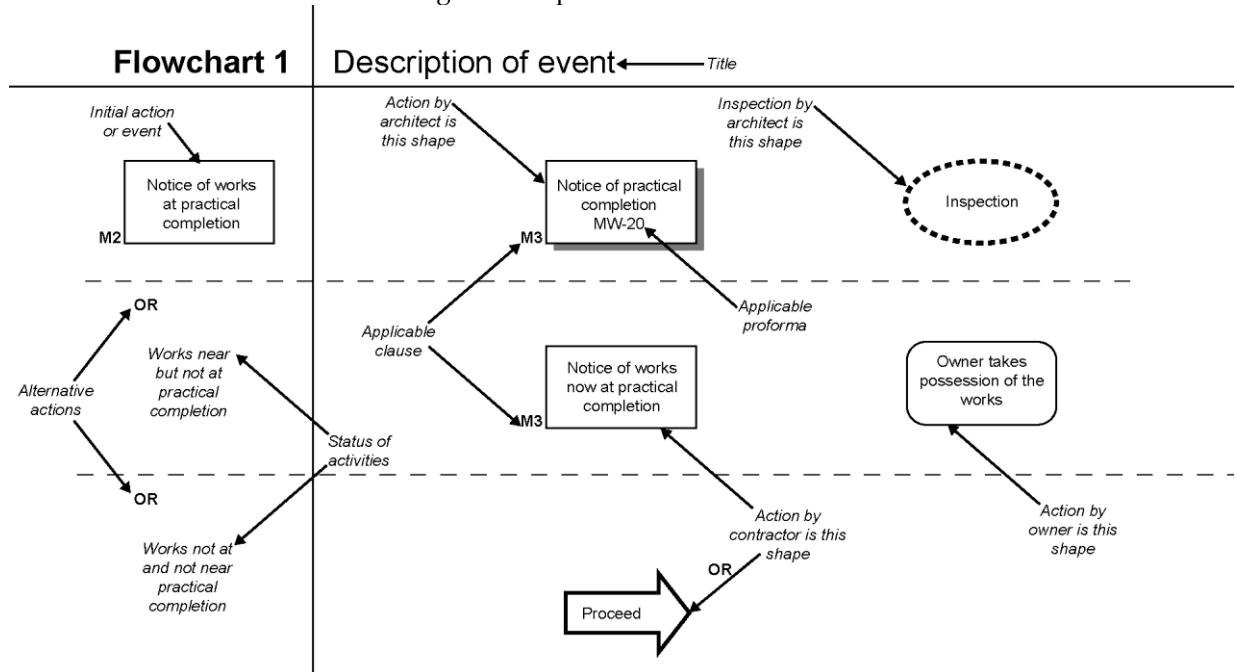 Flowchart 1
Description of event
Title
Initial action
or event
Action by
architect is
this shape
Inspection by
architect is
this shape
Notice of works
at practical
completion
M2
Notice of practical
completion
MW-20
M3
Inspection
OR
Applicable
clause
Applicable
proforma
Works near
but not at
practical
completion
Alternative
actions
Notice of works
now at practical
completion
M3
Owner takes
possession of the
works
Status of
activities
OR
Works not at
and not near
practical
completion
Action by
contractor is this
shape
Action by
owner is this
shape
OR
Proceed